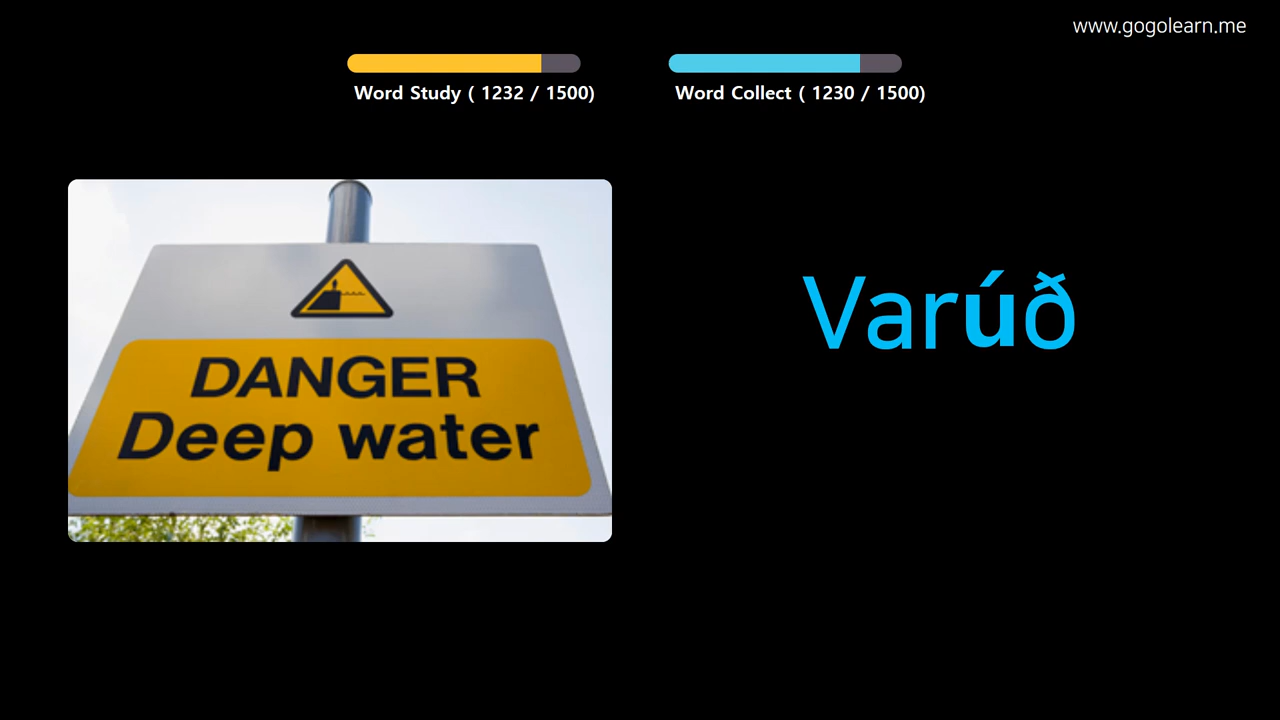 www.gogolearn.me
Word Study ( 1232 / 1500)
Word Collect ( 1230 / 1500)
DANGER
Deep water
Varúð